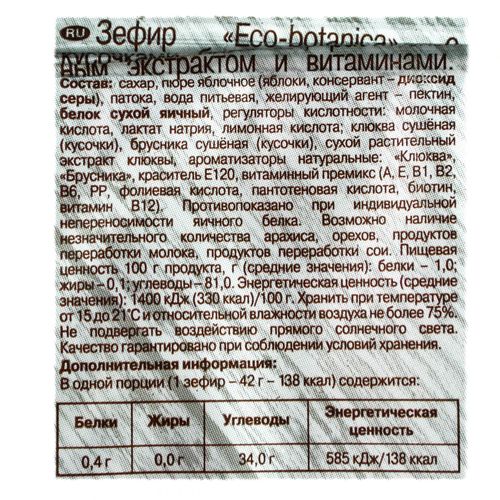 RU Зефир «Eco-botanica» с
ным экстрактом и витаминами.
Состав: сахар, пюре яблочное (яблоки, консервант – диоксид
серы), патока, вода питьевая, желирующий агент – пектин,
белок сухой яичный, регуляторы кислотности: молочная
кислота, лактат натрия, лимонная кислота; клюква сушёная
(кусочки), брусника сушёная (кусочки), сухой растительный
экстракт клюквы, ароматизаторы натуральные: «Клюква»,
«Брусника», краситель Е120, витаминный премикс (А, Е, В1, В2,
В6, РР, фолиевая кислота, пантотеновая кислота, биотин,
витамин В12). Противопоказано при индивидуальной
непереносимости яичного белка. Возможно наличие
незначительного количества арахиса, орехов, продуктов
переработки молока, продуктов переработки сои. Пищевая
ценность 100 г продукта, г (средние значения): белки – 1,0;
жиры – 0,1; углеводы – 81,0. Энергетическая ценность (средние
значения): 1400 кДж (330 ккал)/100 г. Хранить при температуре
от 15 до 21°С и относительной влажности воздуха не более 75%.
Не подвергать воздействию прямого солнечного света.
Качество гарантировано при соблюдении условий хранения.
Дополнительная информация:
В одной порции (1 зефир – 42 г – 138 ккал) содержится:
Белки Жиры Углеводы Энергетическая
ценность
0,4 г 0,0 г 34,0 г 585 кДж/138 ккал